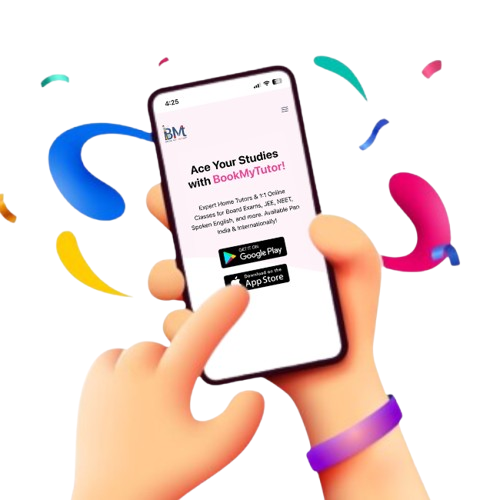 4:25
BMt
Ace Your Studies
with BookMyTutor!
Expert Home Tutors & 1:1 Online
Classes for Board Exams, JEE, NEET,
Spoken English, and more. Available Pan
India & Internationally!
GET IT ON
Google Play
Download on the
App Store